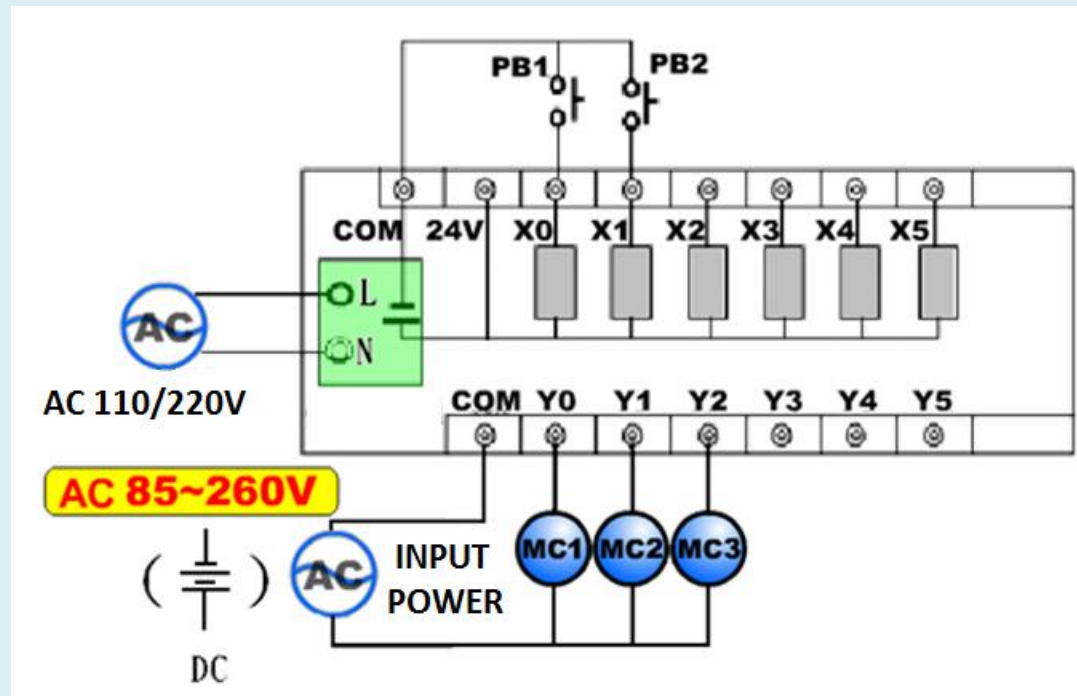 PB1 PB2
COM 24V X0 X1 X2 X3 X4 X5
L
AC
N
AC 110/220V
COM Y0 Y1 Y2 Y3 Y4 Y5
AC 85~260V
( )
DC
AC
INPUT
POWER
MC1 MC2 MC3